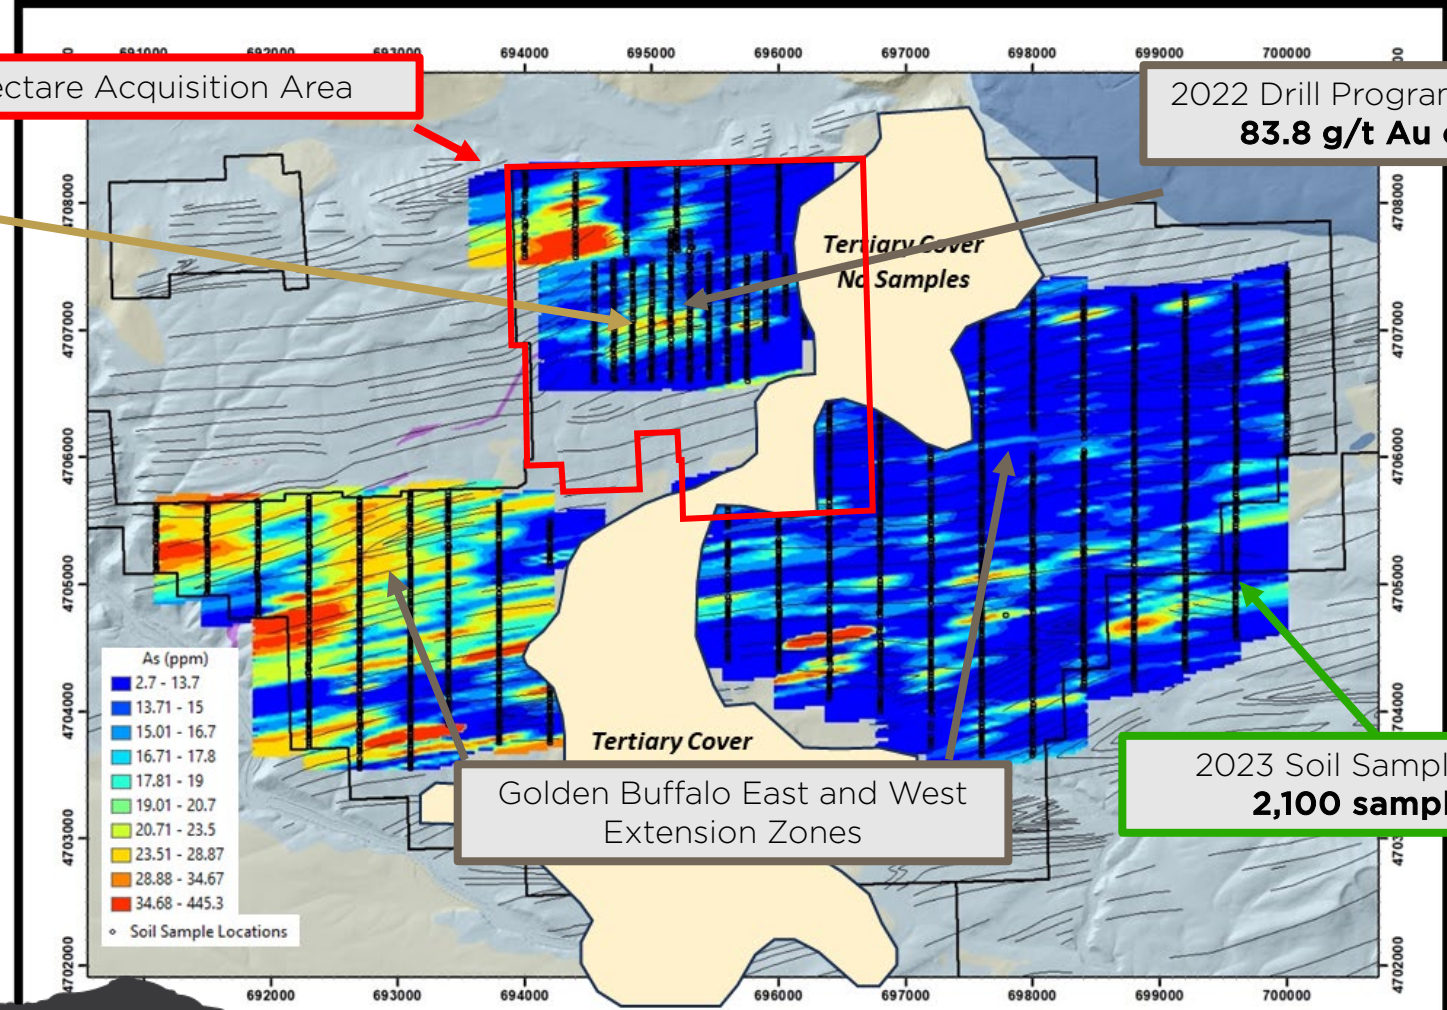 691000 692000 693000 694000 695000 696000 697000 698000 699000 700000
ectare Acquisition Area
2022 Drill Program
83.8 g/t Au
4708000
4708000
Tertiary Cover
No Samples
4707000
4707000
4706000
4706000
4705000
4705000
4704000
4704000
As (ppm)
2.7 - 13.7
13.71 - 15
15.01 - 16.7
16.71 - 17.8
17.81 - 19
19.01 - 20.7
20.71 - 23.5
23.51 - 28.87
28.88 - 34.67
34.68 - 445.3
Soil Sample Locations
Tertiary Cover
Golden Buffalo East and West
Extension Zones
2023 Soil Sampl
2,100 sampl
4703000
4702000
4702000
692000 693000 694000 696000 697000 698000 699000 700000